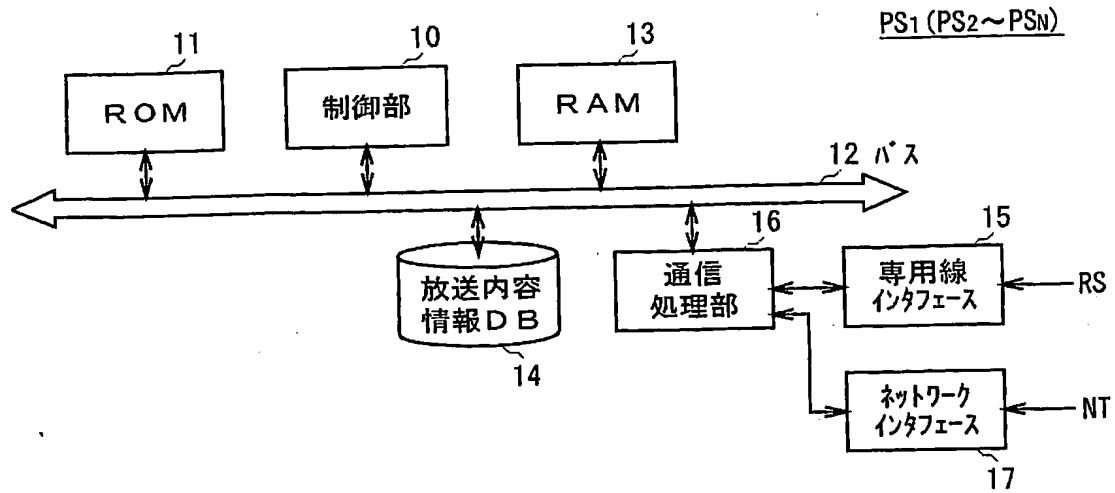 PS1(PS2~PSN)
11
10
13
ROM
制御部
RAM
12 バス
16
15
放送内容
情報DB
14
通信
処理部
専用線
インタフェース
RS
ネットワーク
インタフェース
NT
17